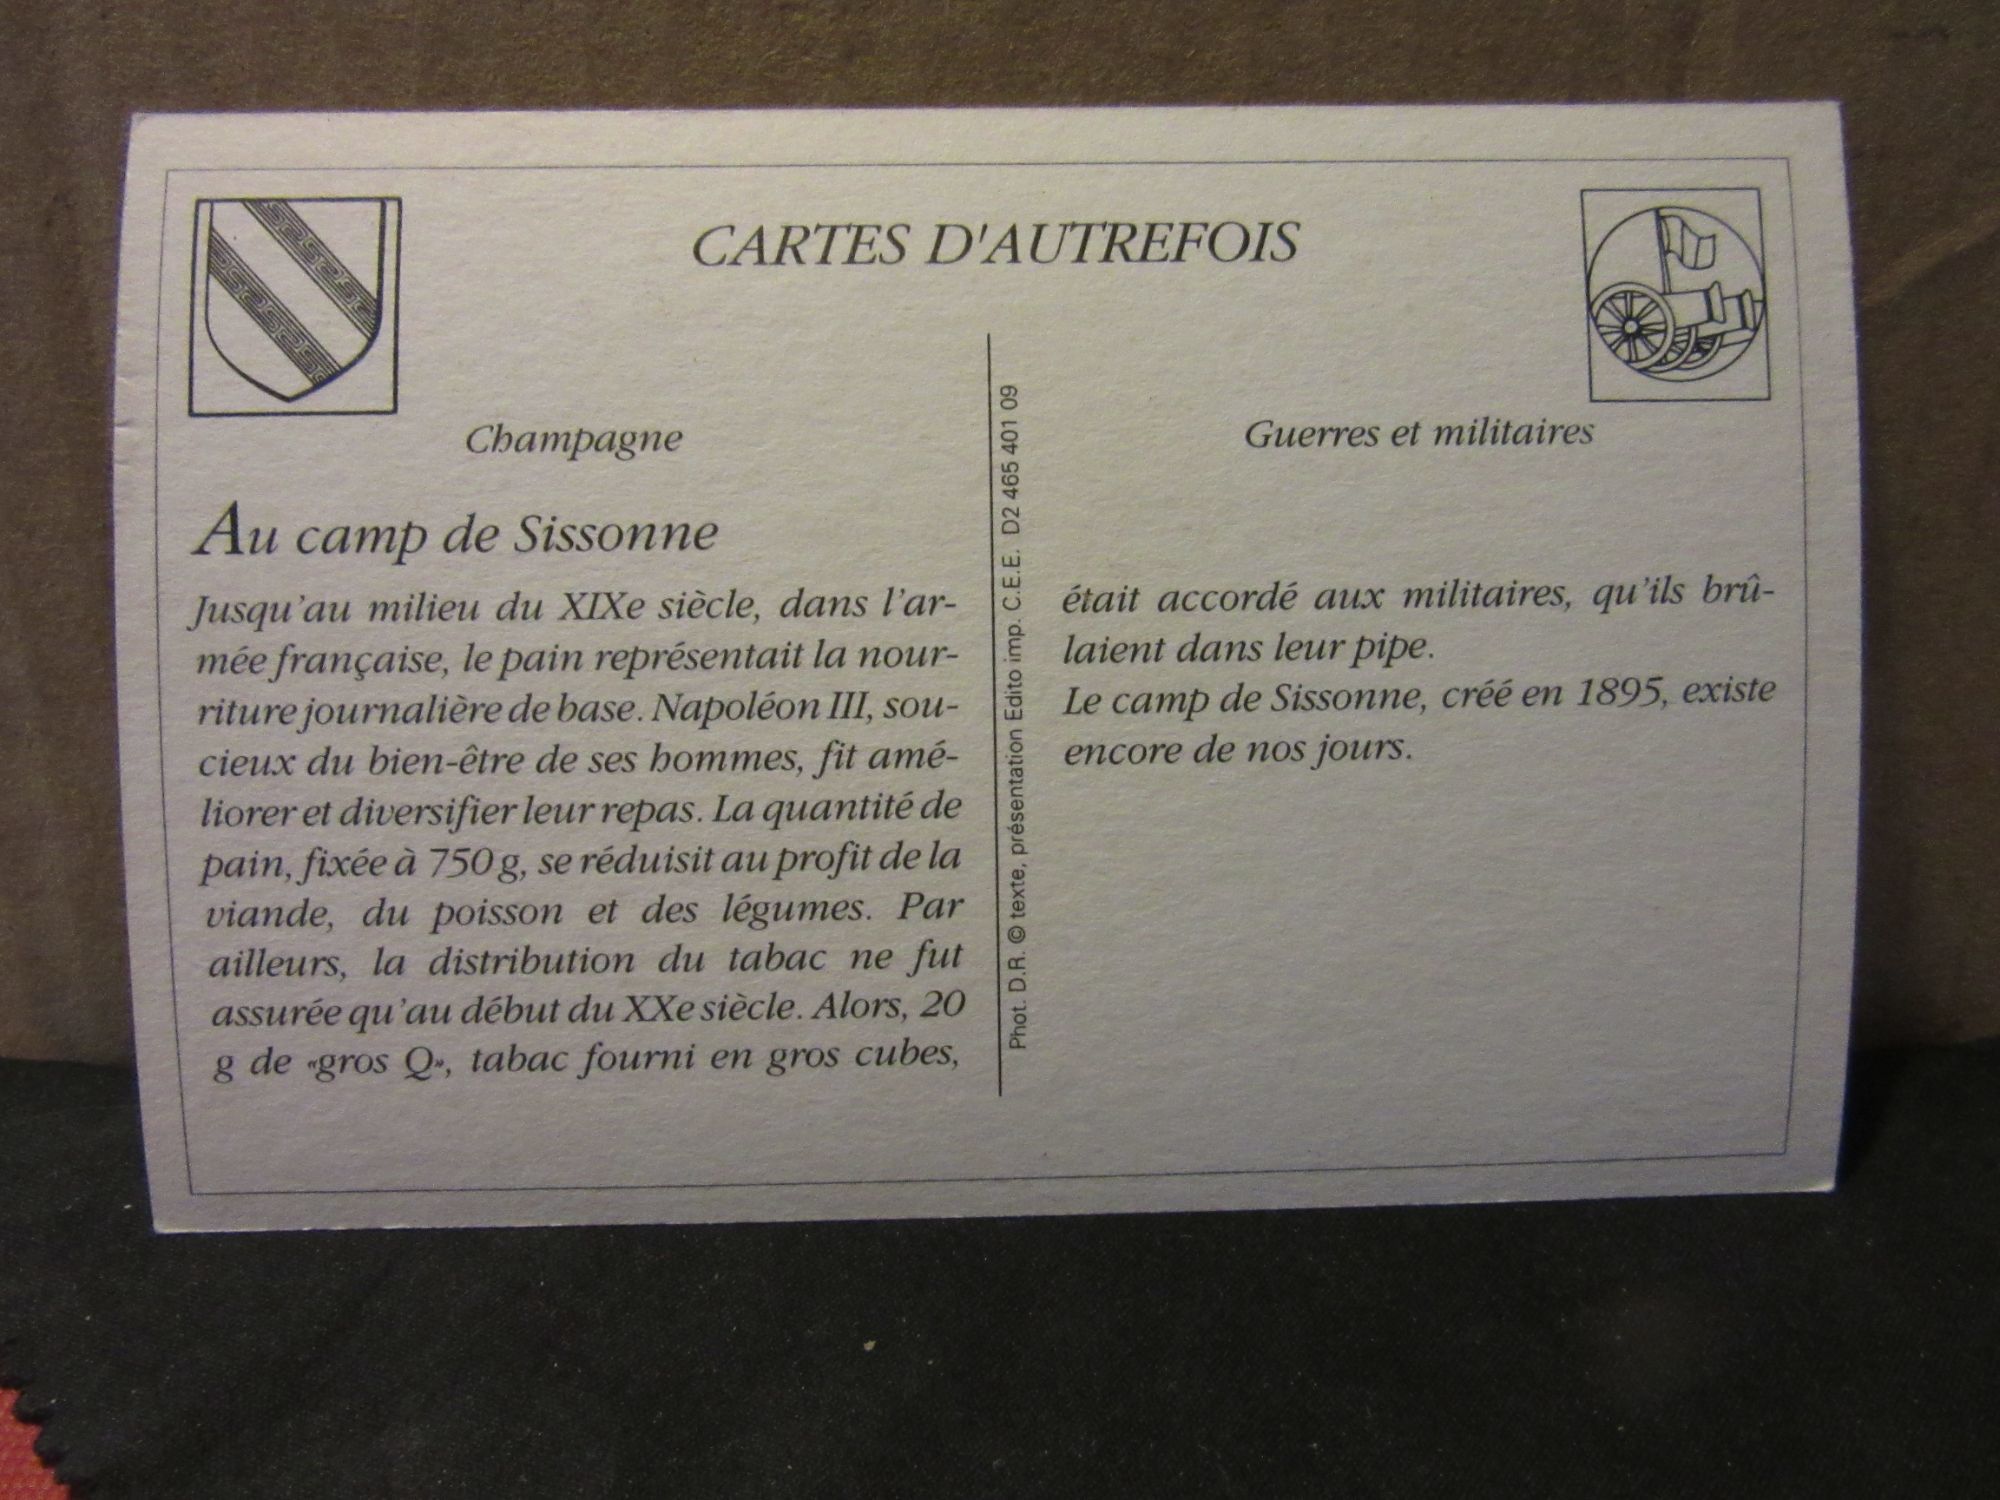 CARTES D'AUTREFOIS
Champagne
Guerres et militaires
Au camp de Sissonne
Jusqu'au milieu du XIXe siècle, dans l'ar-
mée française, le pain représentait la nour-
riture journalière de base. Napoléon III, sou-
cieux du bien-être de ses hommes, fit amé-
liorer et diversifier leur repas. La quantité de
pain, fixée à 750 g, se réduisit au profit de la
viande, du poisson et des légumes. Par
ailleurs, la distribution du tabac ne fut
assurée qu'au début du XXe siècle. Alors, 20
g de «gros Q», tabac fourni en gros cubes,
Phot. D.R. © texte, présentation Edito imp. C.E.E. D2 465 401 09
était accordé aux militaires, qu'ils brû-
laient dans leur pipe.
Le camp de Sissonne, créé en 1895, existe
encore de nos jours.